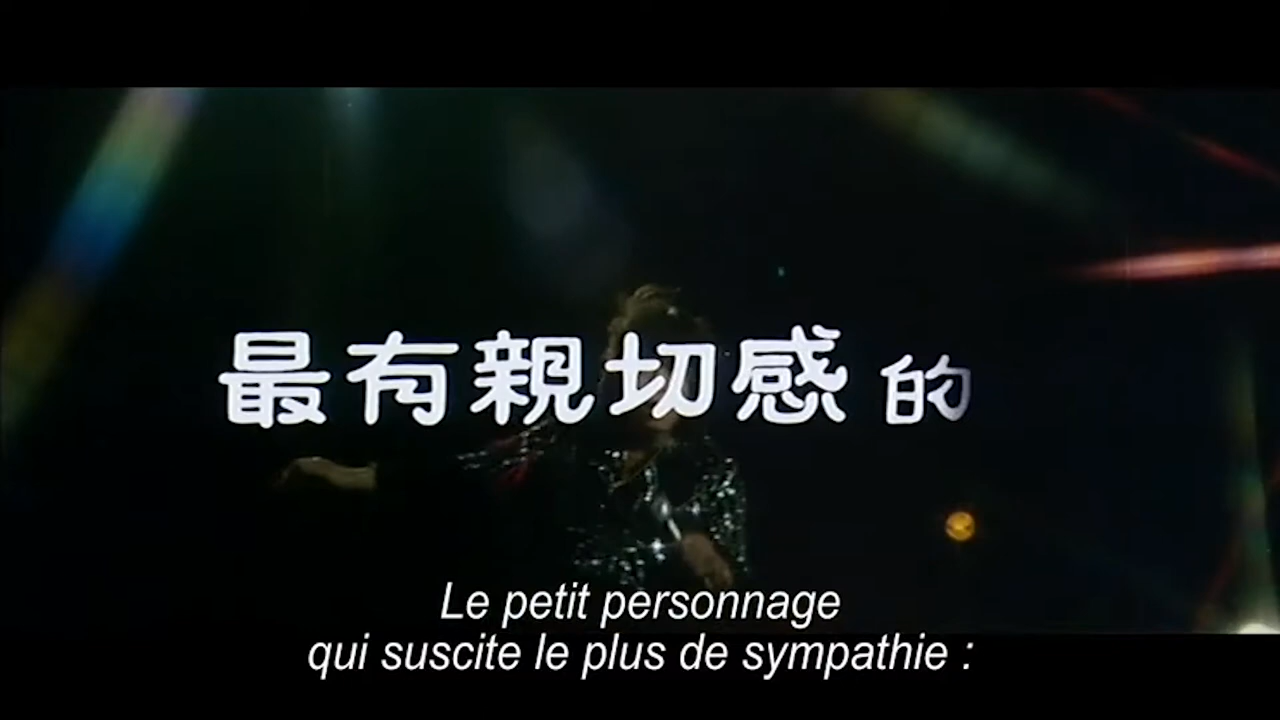 最有親切感的
Le petit personnage
qui suscite le plus de sympathie :